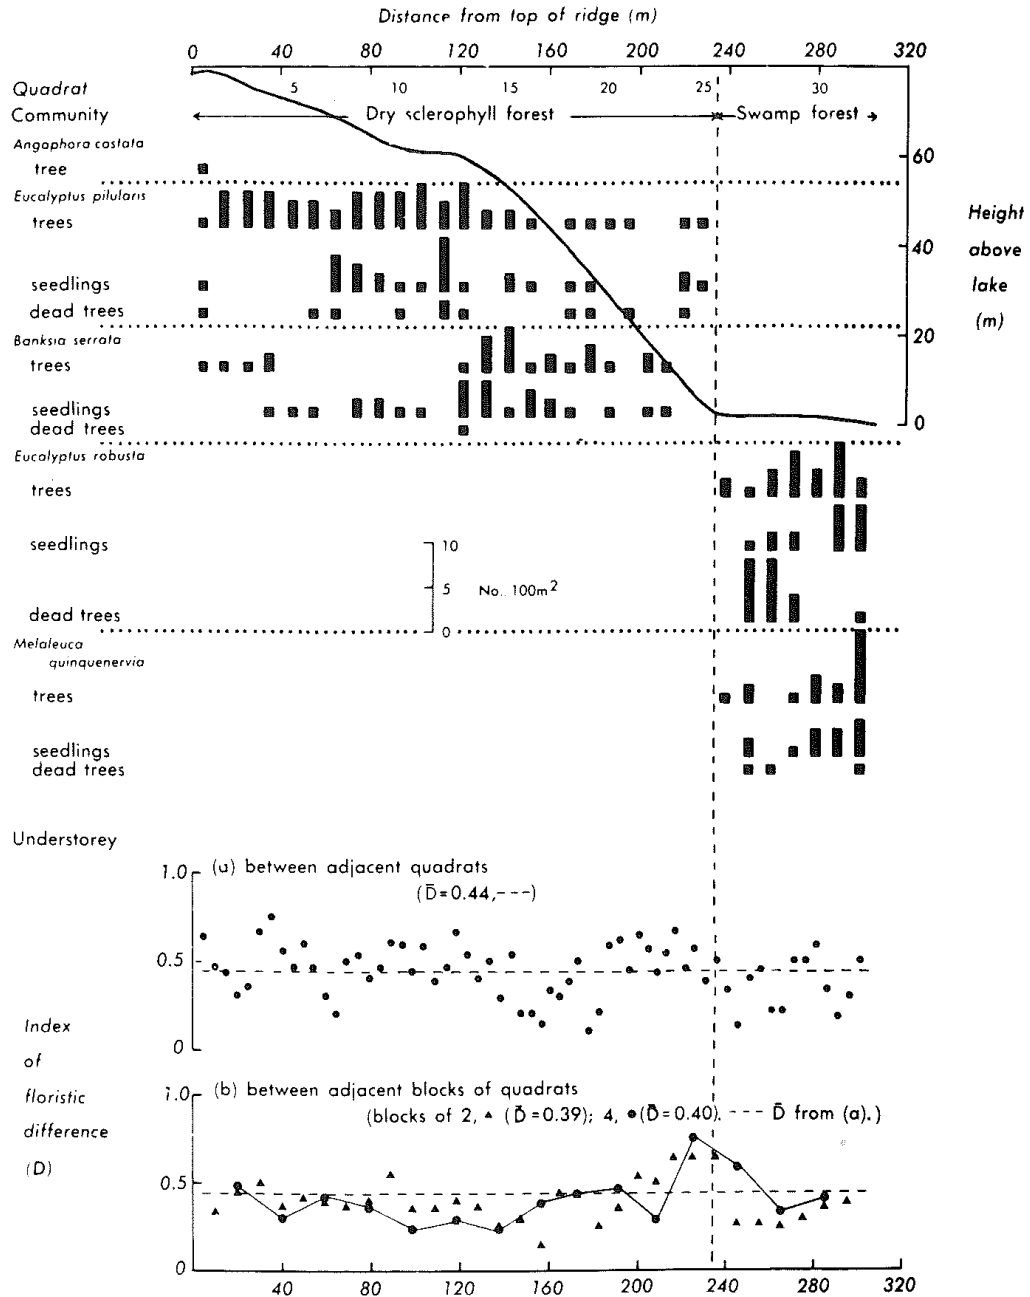 Distance from top of ridge (m)
0 40 80 120 160 200 240 280 320
Quadrat 5 10 15 20 25 30
Community Dry sclerophyll forest Swamp forest
Angophora costata
tree
60
Eucalyptus pilularis
trees
Height
above
lake
(m)
40
seedlings
dead trees
Banksia serrata
20
trees
seedlings
0
dead trees
Eucalyptus robusta
trees
seedlings
10
5 No.. 100m²
dead trees
0
Melaleuca
quinquenervia
trees
seedlings
dead trees
Understorey
(a) between adjacent quadrats
1.0
(D̄=0.44,---)
0.5
0
Index
of
floristic
difference
(D)
(b) between adjacent blocks of quadrats
1.0
(blocks of 2, ▲ (D̄=0.39); 4, ●(D̄=0.40). --- D̄ from (a).)
0.5
0
40 80 120 160 200 240 280 320